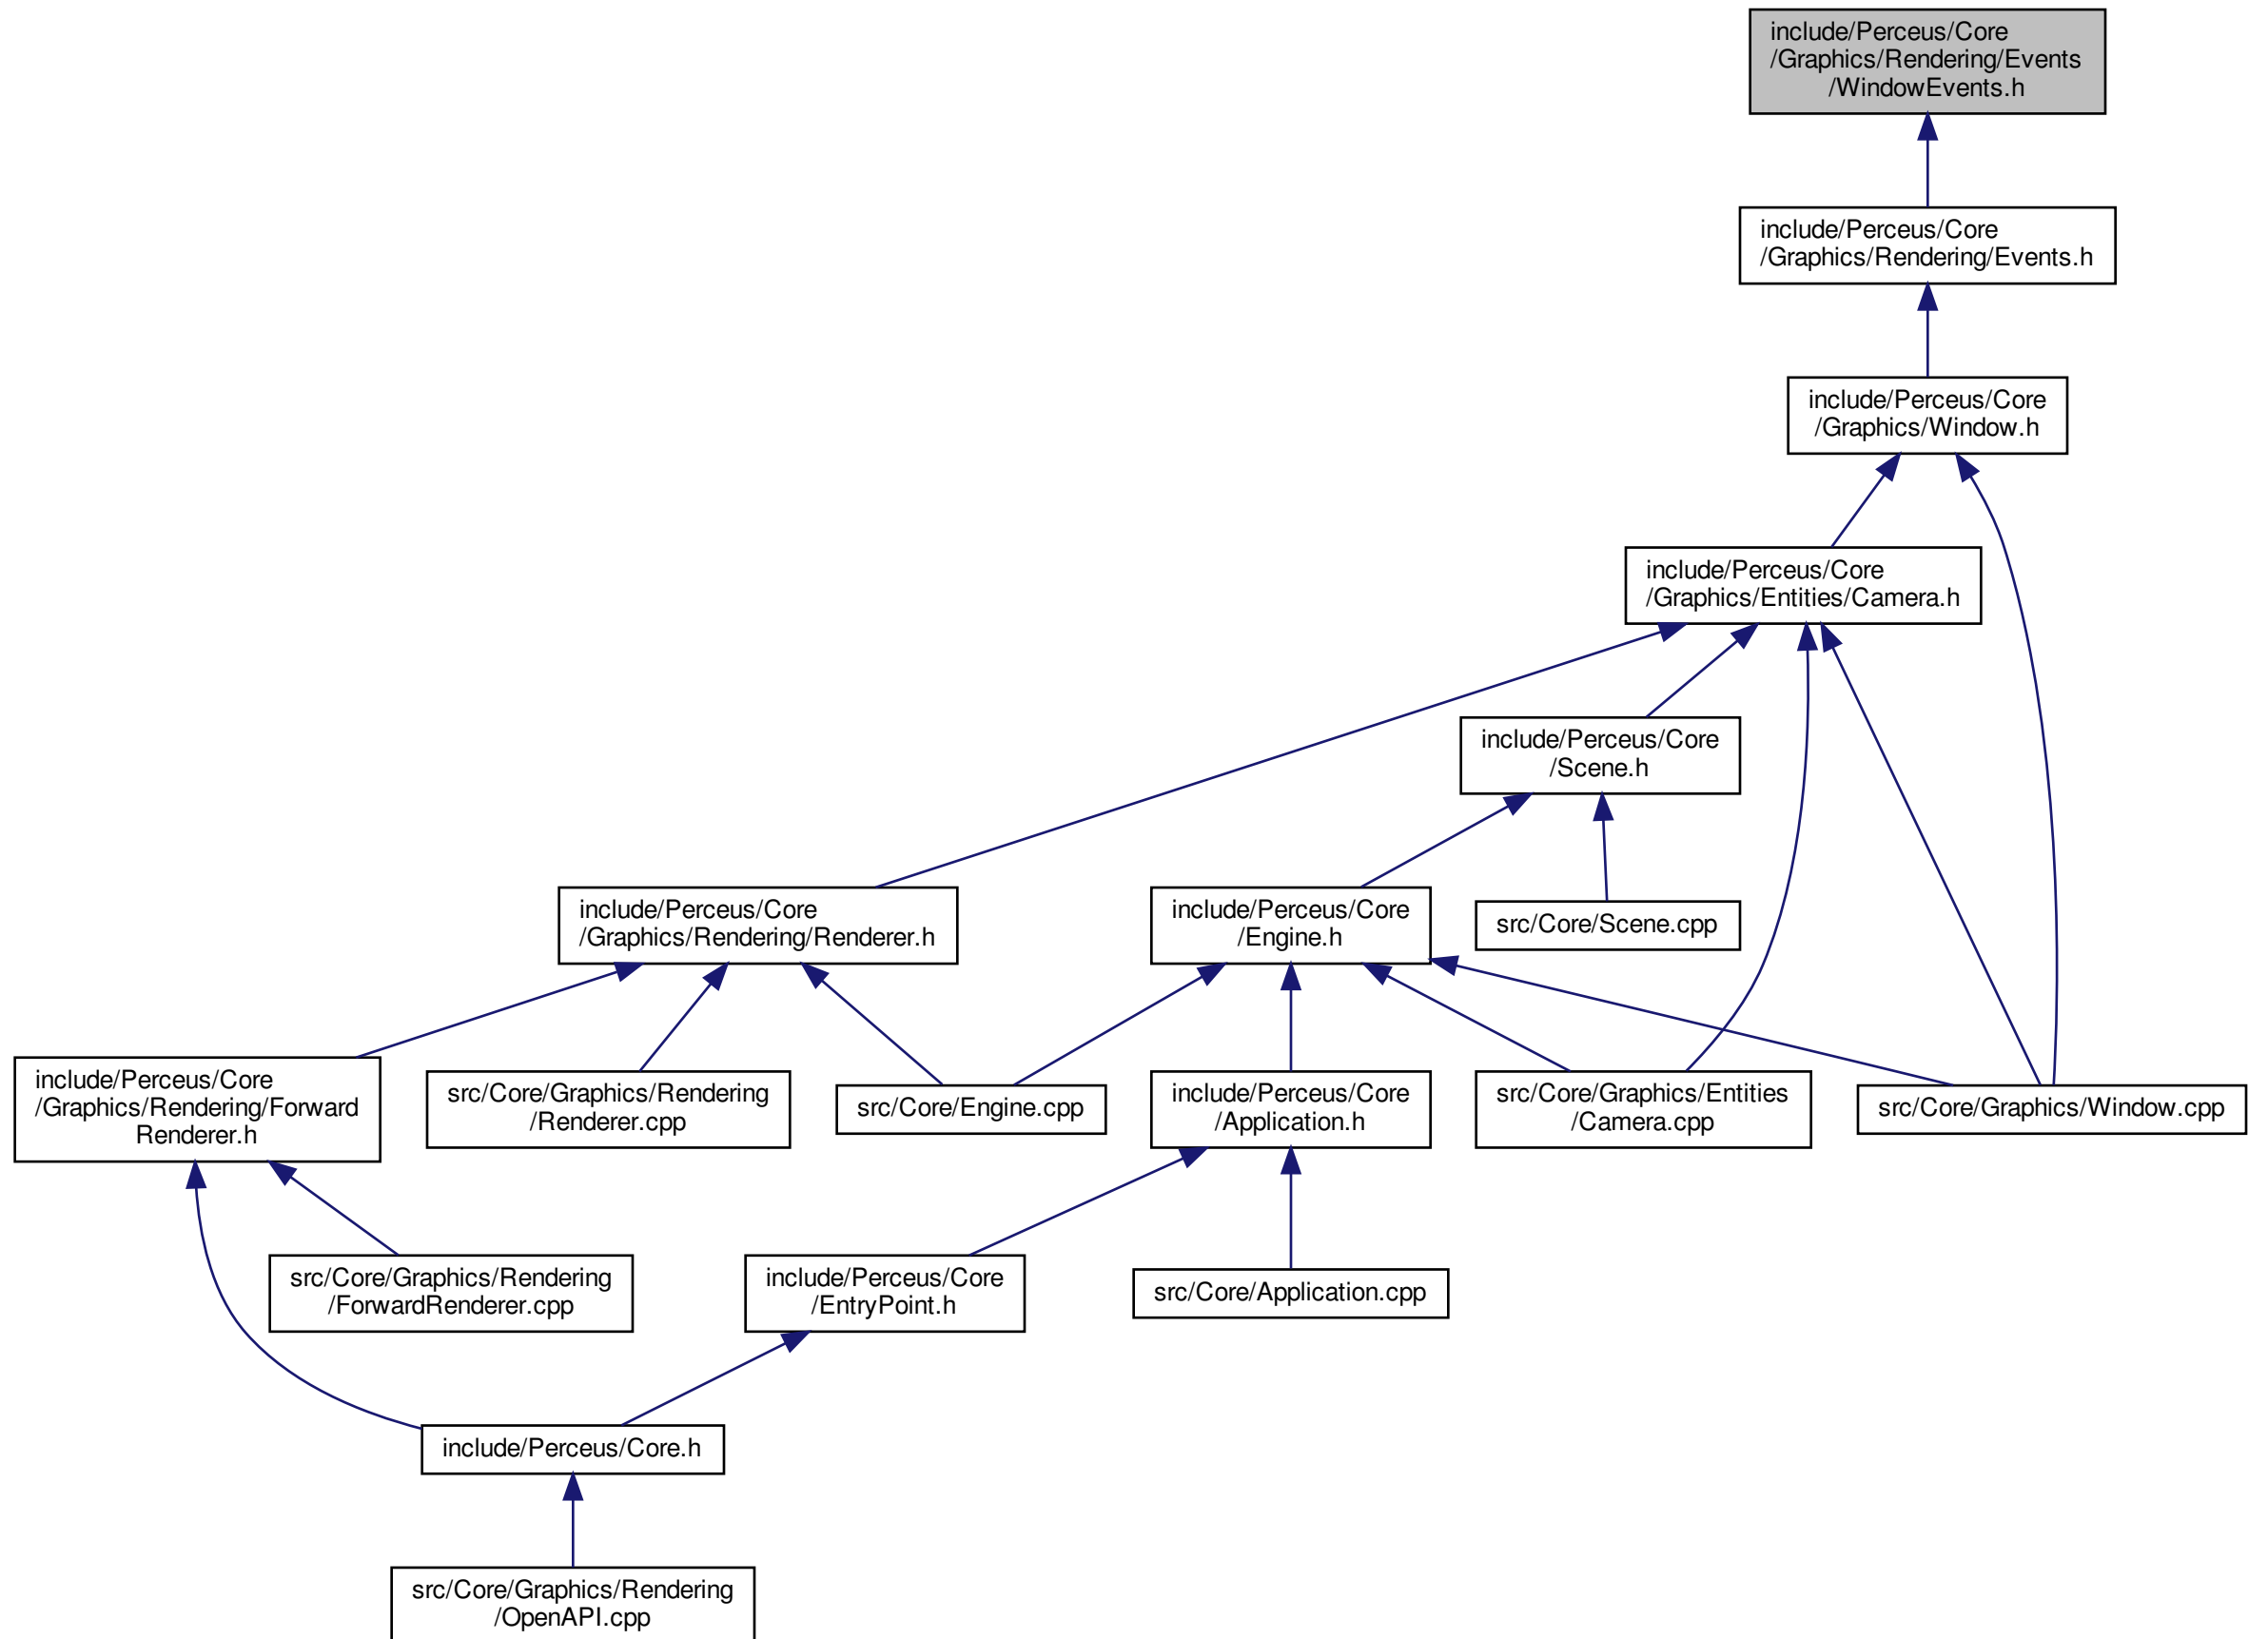 include/Perceus/Core
/Graphics/Rendering/Events
/WindowEvents.h
include/Perceus/Core
/Graphics/Rendering/Events.h
include/Perceus/Core
/Graphics/Window.h
include/Perceus/Core
/Graphics/Entities/Camera.h
include/Perceus/Core
/Scene.h
include/Perceus/Core
/Graphics/Rendering/Renderer.h
include/Perceus/Core
/Engine.h
src/Core/Scene.cpp
include/Perceus/Core
/Graphics/Rendering/Forward
Renderer.h
src/Core/Graphics/Rendering
/Renderer.cpp
src/Core/Engine.cpp
include/Perceus/Core
/Application.h
src/Core/Graphics/Entities
/Camera.cpp
src/Core/Graphics/Window.cpp
src/Core/Graphics/Rendering
/ForwardRenderer.cpp
include/Perceus/Core
/EntryPoint.h
src/Core/Application.cpp
include/Perceus/Core.h
src/Core/Graphics/Rendering
/OpenAPI.cpp